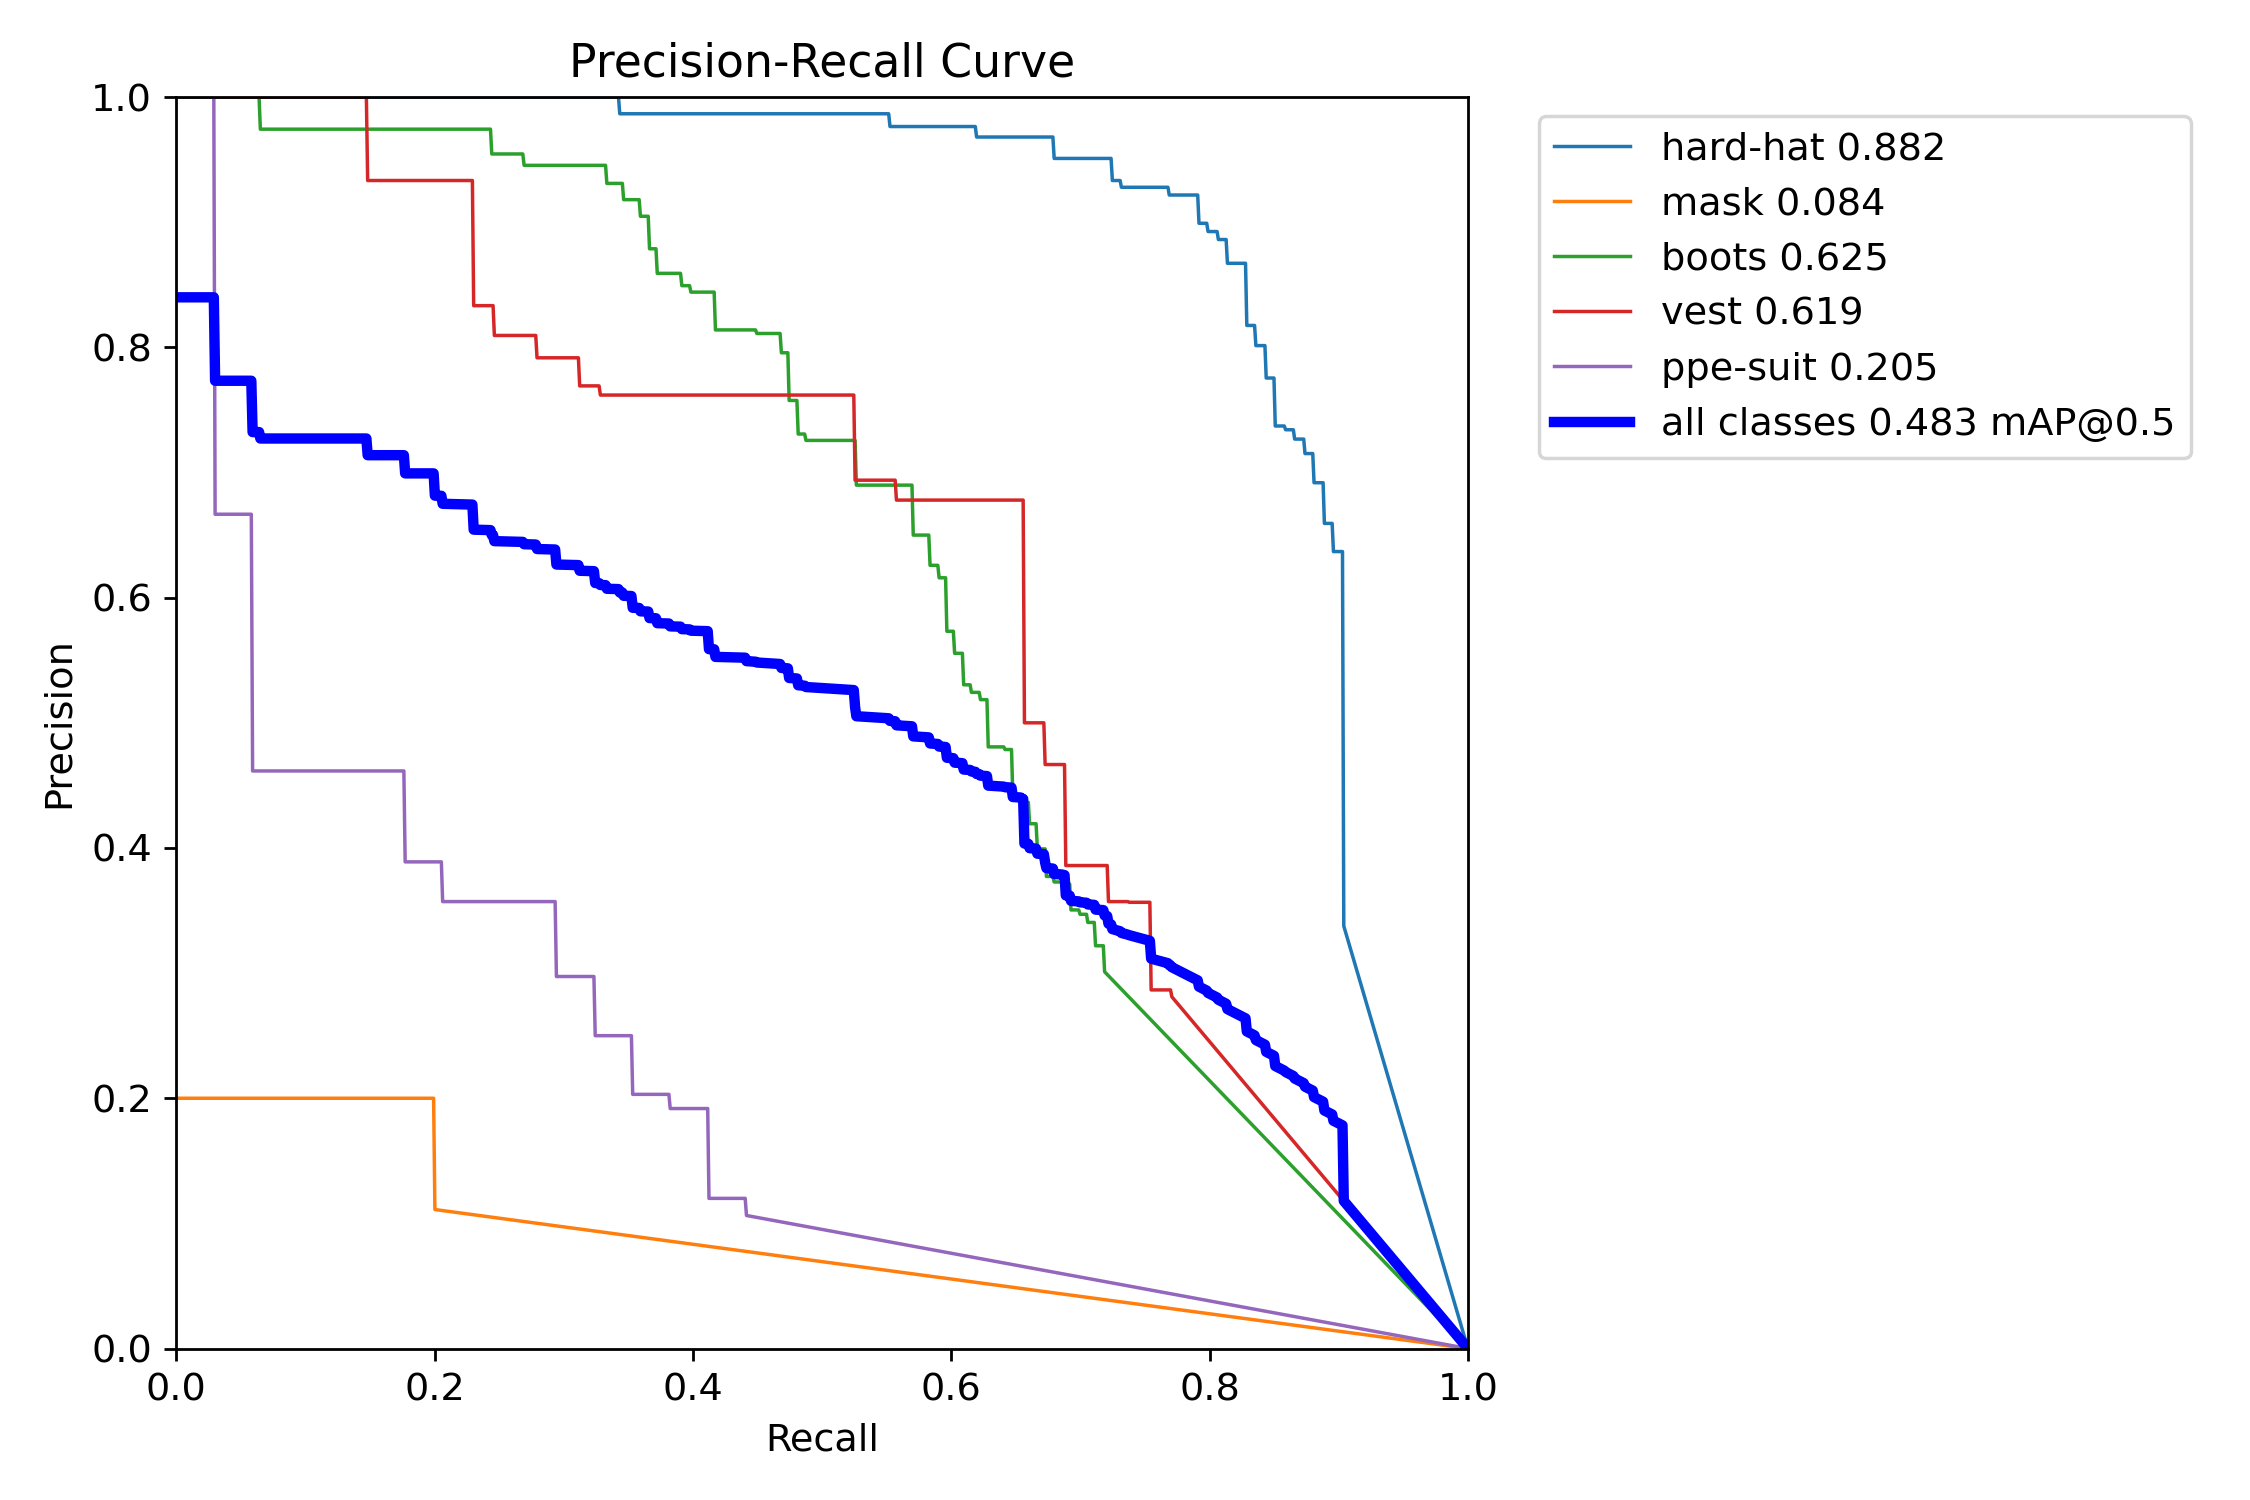 Precision-Recall Curve
1.0
0.8
0.6
0.4
0.2
0.0
Precision
0.0 0.2 0.4 0.6 0.8 1.0
Recall
hard-hat 0.882
mask 0.084
boots 0.625
vest 0.619
ppe-suit 0.205
all classes 0.483 mAP@0.5